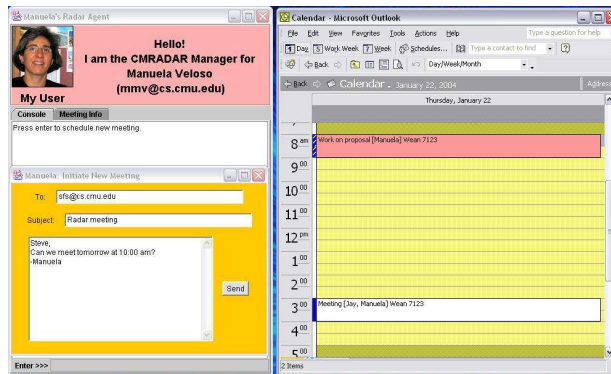 Manuela's Radar Agent
Hello!
I am the CMRADAR Manager for
Manuela Veloso
(mmv@cs.cmu.edu)
My User
Console Meeting Info
Press enter to schedule new meeting.
Manuela: Initiate New Meeting
To: sfs@cs.cmu.edu
Subject: Radar meeting
Steve,
Can we meet tomorrow at 10:00 am?
-Manuela
Send
Enter >>>
Calendar - Microsoft Outlook
File Edit View Favorites Tools Actions Help Type a question for help
1 Day 5 Work Week 7 Week Schedules... Type a contact to find
Back Day/Week/Month
Back Calendar January 22, 2004 Address
Thursday, January 22
8 am Work on proposal [Manuela] Wean 7123
9 00
10 00
11 00
12 pm
1 00
2 00
3 00 Meeting [Jay, Manuela] Wean 7123
4 00
5 00
2 Items